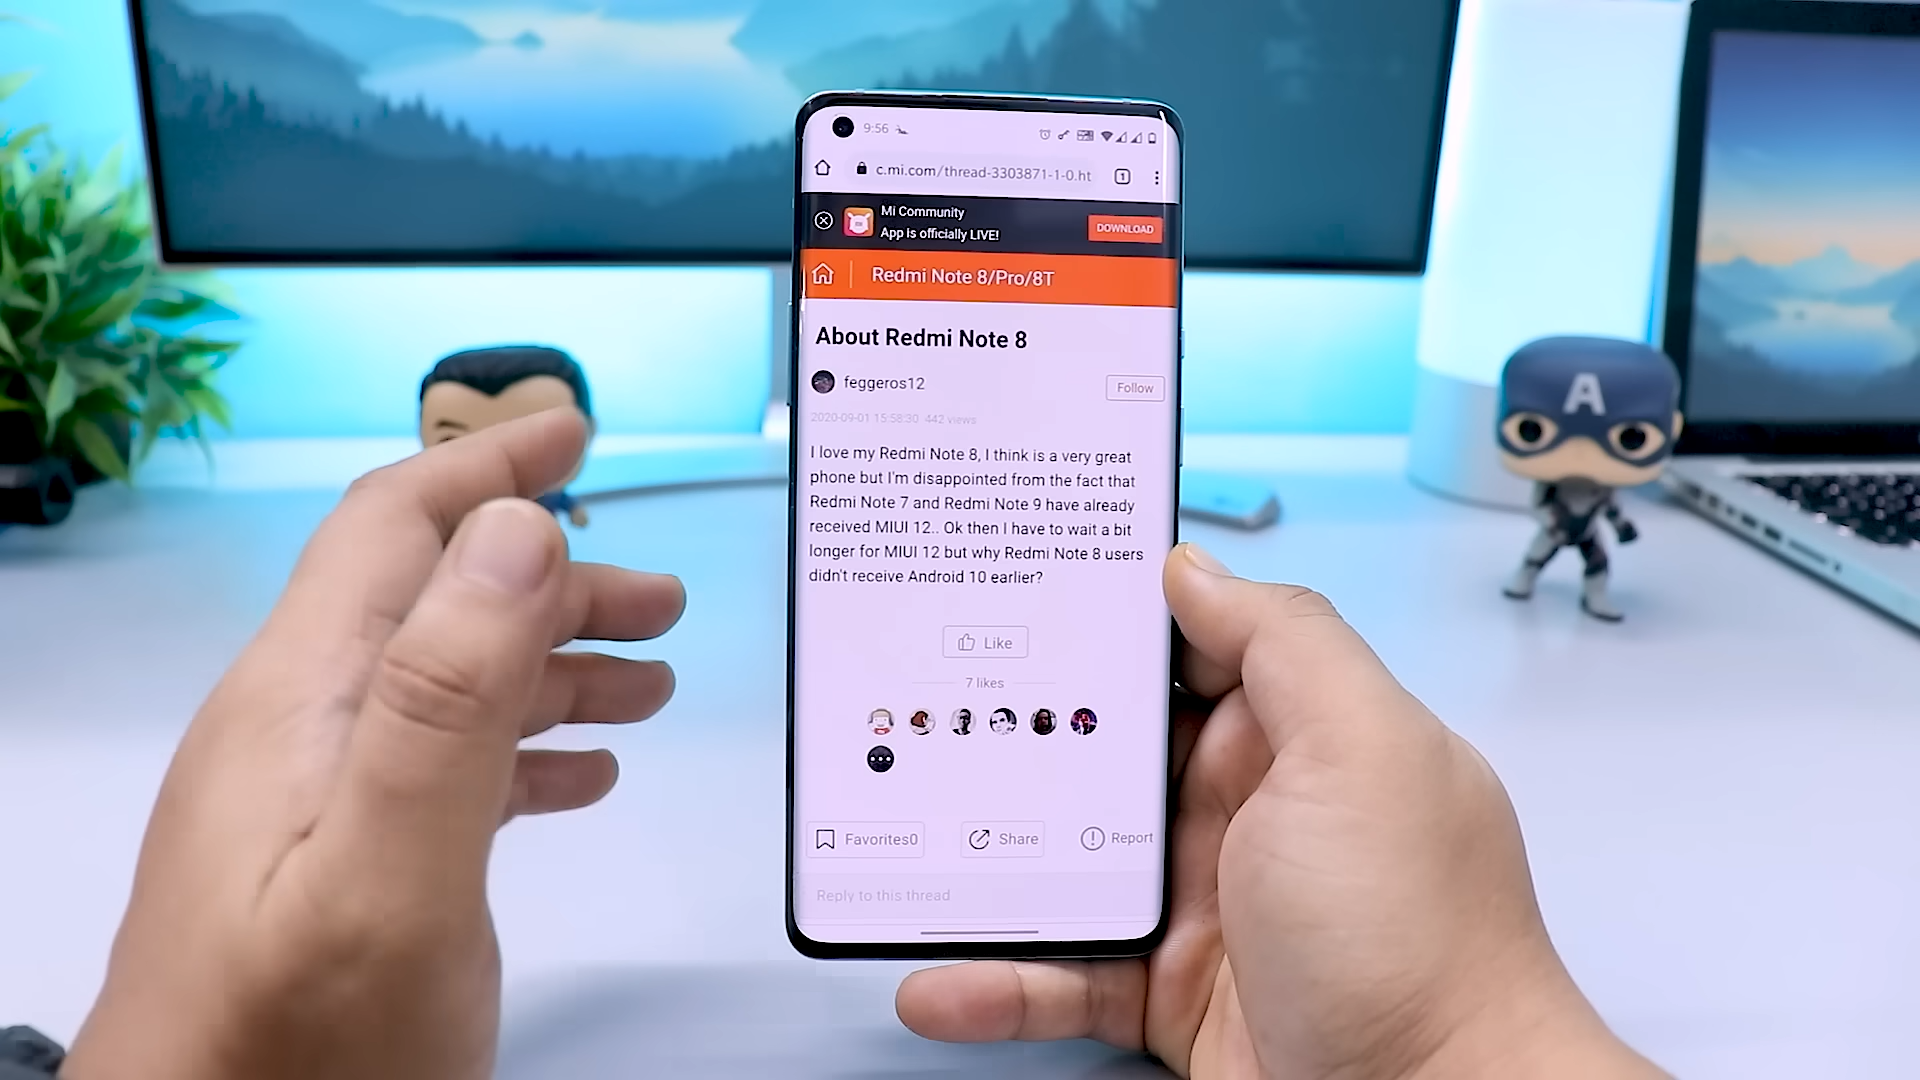 9:56
c.mi.com/thread-3303871-1-0.ht
1
Mi Community
App is officially LIVE!
DOWNLOAD
Redmi Note 8/Pro/8T
About Redmi Note 8
feggeros12
Follow
2020-09-01 15:58:30 442 views
I love my Redmi Note 8, I think is a very great
phone but I'm disappointed from the fact that
Redmi Note 7 and Redmi Note 9 have already
received MIUI 12.. Ok then I have to wait a bit
longer for MIUI 12 but why Redmi Note 8 users
didn't receive Android 10 earlier?
Like
7 likes
Favorites0
Share
Report
Reply to this thread
A